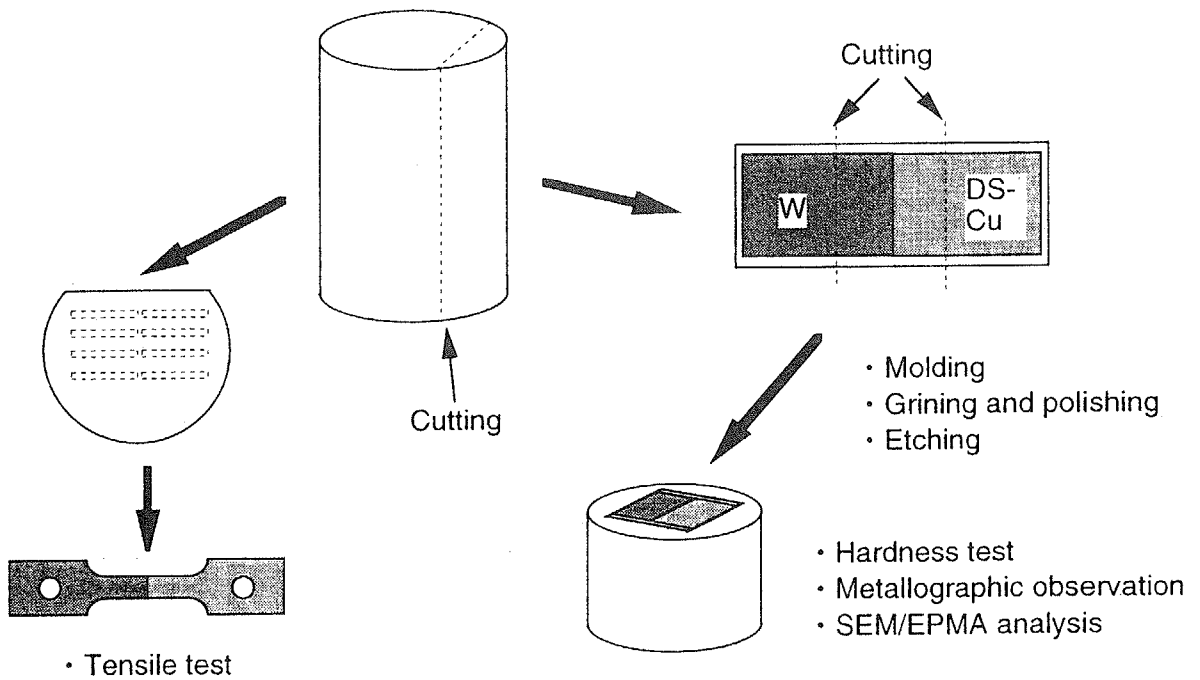 Cutting
W
DS-
Cu
Cutting
・ Molding
・ Grining and polishing
・ Etching
・ Hardness test
・ Metallographic observation
・ SEM/EPMA analysis
・ Tensile test